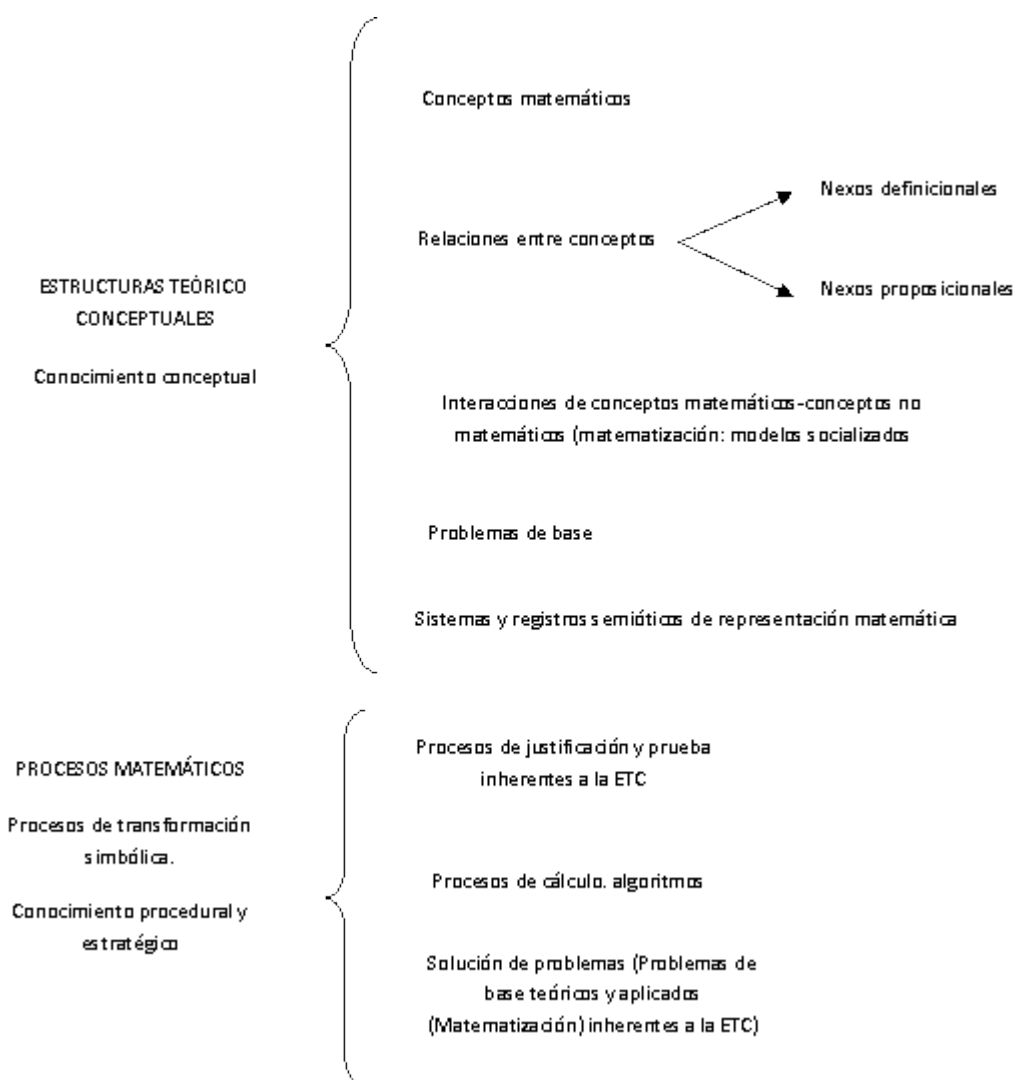 Conceptos matemáticos
Nexos definicionales
Relaciones entre conceptos
Nexos proposicionales
ESTRUCTURAS TEÓRICO
CONCEPTUALES
Conocimiento conceptual
Interacciones de conceptos matemáticos-conceptos no
matemáticos (matematización: modelos socializados
Problemas de base
Sistemas y registros semióticos de representación matemática
PROCESOS MATEMÁTICOS
Procesos de transformación
simbólica.
Conocimiento procedural y
estratégico
Procesos de justificación y prueba
inherentes a la ETC
Procesos de cálculo. algoritmos
Solución de problemas (Problemas de
base teóricos y aplicados
(Matematización) inherentes a la ETC)